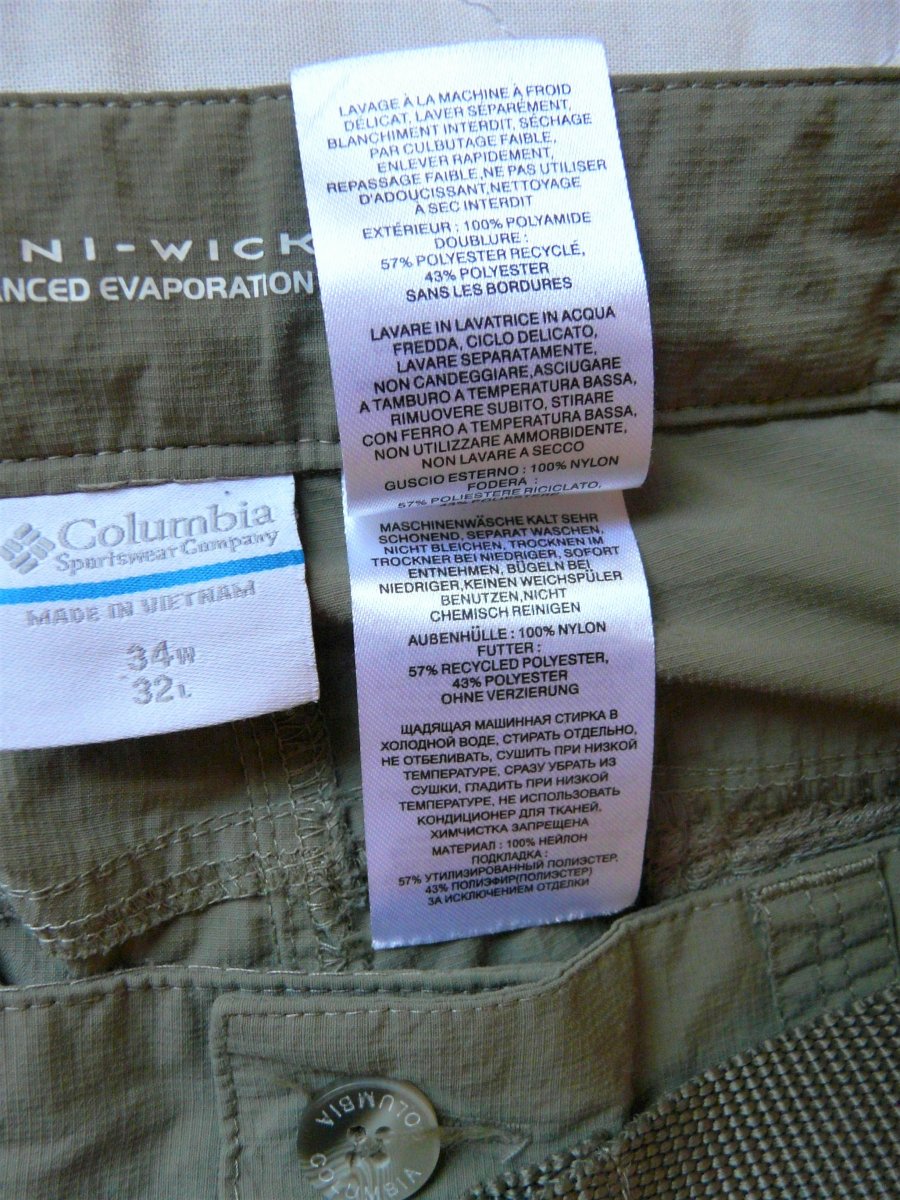 LAVAGE À LA MACHINE À FROID
DÉLICAT, LAVER SÉPARÉMENT,
BLANCHIMENT INTERDIT, SÉCHAGE
PAR CULBUTAGE FAIBLE,
ENLEVER RAPIDEMENT,
REPASSAGE FAIBLE,NE PAS UTILISER
D'ADOUCISSANT,NETTOYAGE
À SEC INTERDIT
EXTÉRIEUR : 100% POLYAMIDE
DOUBLURE :
57% POLYESTER RECYCLÉ,
43% POLYESTER
SANS LES BORDURES
LAVARE IN LAVATRICE IN ACQUA
FREDDA, CICLO DELICATO,
LAVARE SEPARATAMENTE,
NON CANDEGGIARE,ASCIUGARE
A TAMBURO A TEMPERATURA BASSA,
RIMUOVERE SUBITO, STIRARE
CON FERRO A TEMPERATURA BASSA,
NON UTILIZZARE AMMORBIDENTE,
NON LAVARE A SECCO
GUSCIO ESTERNO : 100% NYLON
FODERA :
57% POLIESTERE RICICLATO,
NI-WICK
NCED EVAPORATION
Columbia
Sportswear Company
MADE IN VIETNAM
34W
32L
MASCHINENWÄSCHE KALT SEHR
SCHONEND, SEPARAT WASCHEN,
NICHT BLEICHEN, TROCKNEN IM
TROCKNER BEI NIEDRIGER, SOFORT
ENTNEHMEN, BÜGELN BEI
NIEDRIGER,KEINEN WEICHSPÜLER
BENUTZEN,NICHT
CHEMISCH REINIGEN
AUBENHÜLLE : 100% NYLON
FUTTER :
57% RECYCLED POLYESTER,
43% POLYESTER
OHNE VERZIERUNG
ЩАДЯЩАЯ МАШИННАЯ СТИРКА В
ХОЛОДНОЙ ВОДЕ, СТИРАТЬ ОТДЕЛЬНО,
НЕ ОТБЕЛИВАТЬ, СУШИТЬ ПРИ НИЗКОЙ
ТЕМПЕРАТУРЕ, СРАЗУ УБРАТЬ ИЗ
СУШКИ, ГЛАДИТЬ ПРИ НИЗКОЙ
ТЕМПЕРАТУРЕ, НЕ ИСПОЛЬЗОВАТЬ
КОНДИЦИОНЕР ДЛЯ ТКАНЕЙ.
ХИМЧИСТКА ЗАПРЕЩЕНА
МАТЕРИАЛ : 100% НЕЙЛОН
ПОДКЛАДКА :
57% УТИЛИЗИРОВАННЫЙ ПОЛИЭСТЕР,
43% ПОЛИЭФИР(ПОЛИЭСТЕР)
ЗА ИСКЛЮЧЕНИЕМ ОТДЕЛКИ
COLUMBIA
COLUMBIA